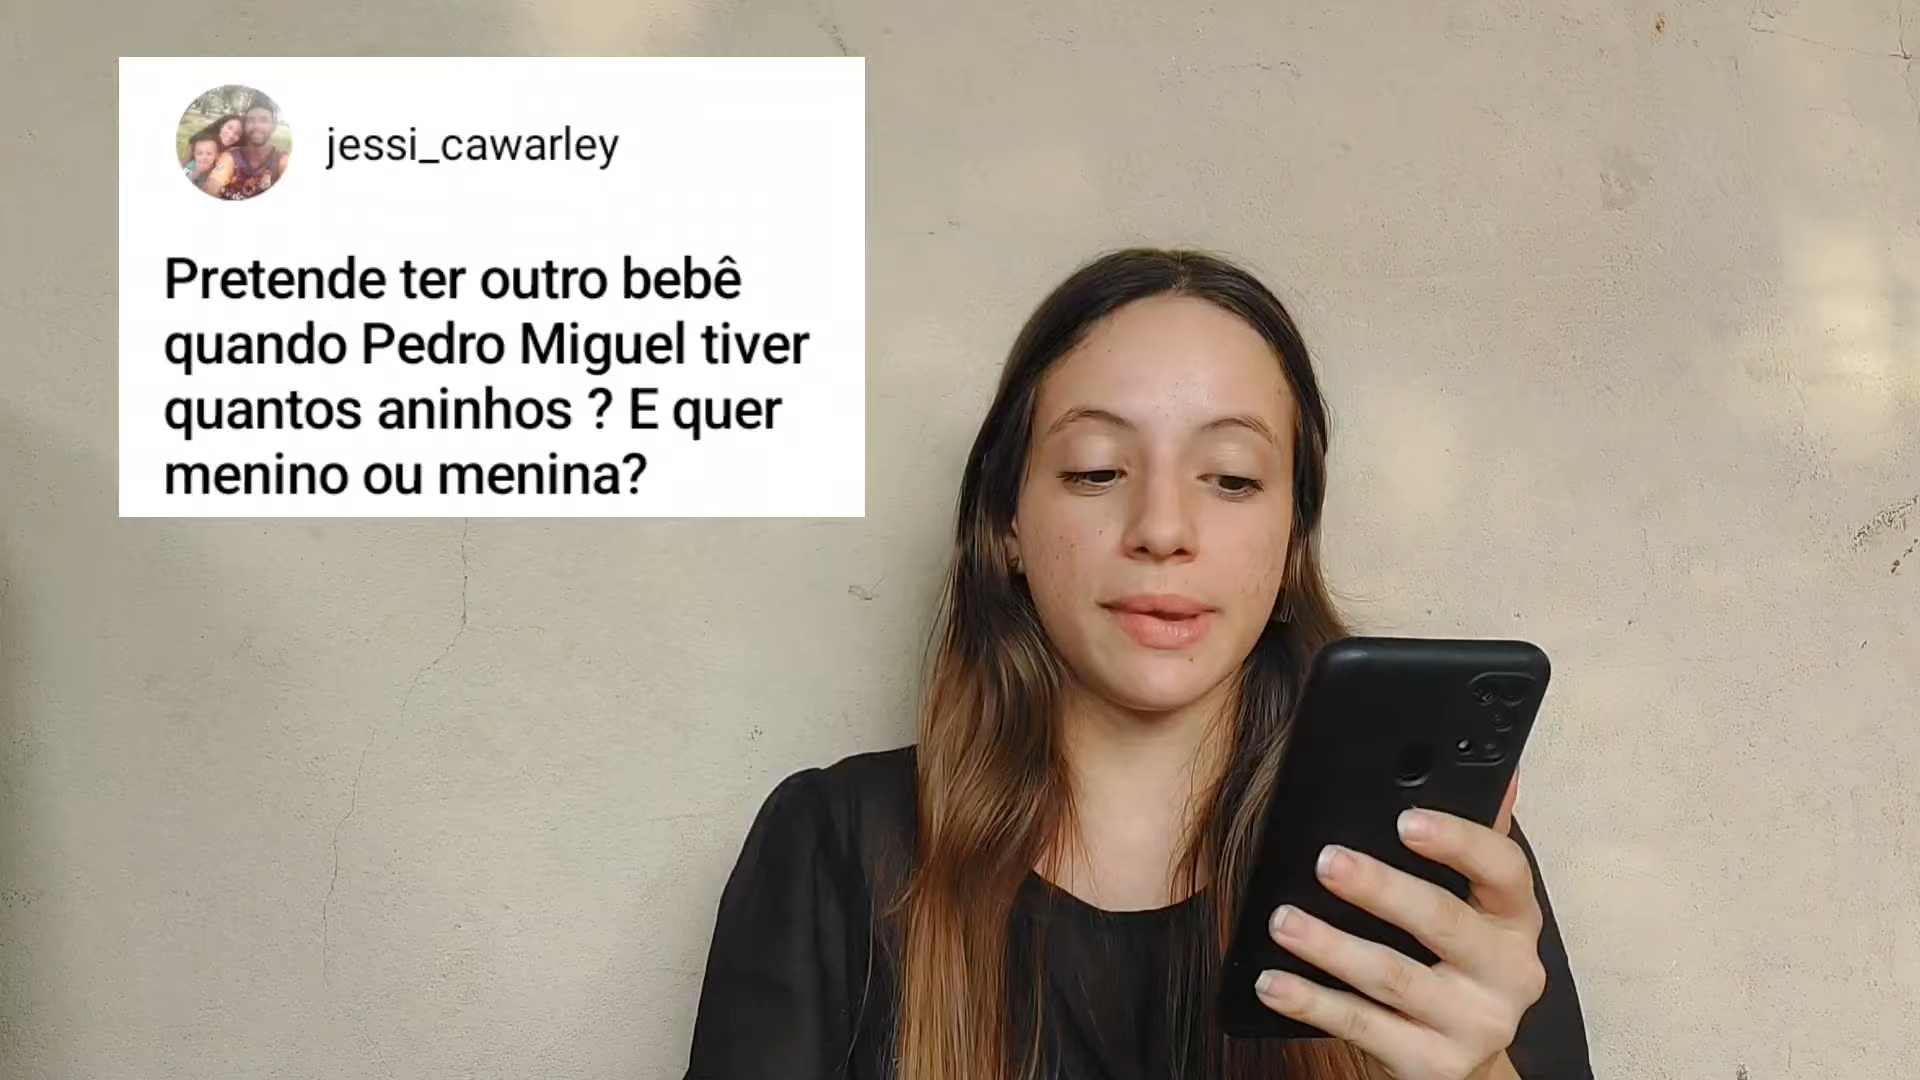 jessi_cawarley
Pretende ter outro bebê
quando Pedro Miguel tiver
quantos aninhos ? E quer
menino ou menina?